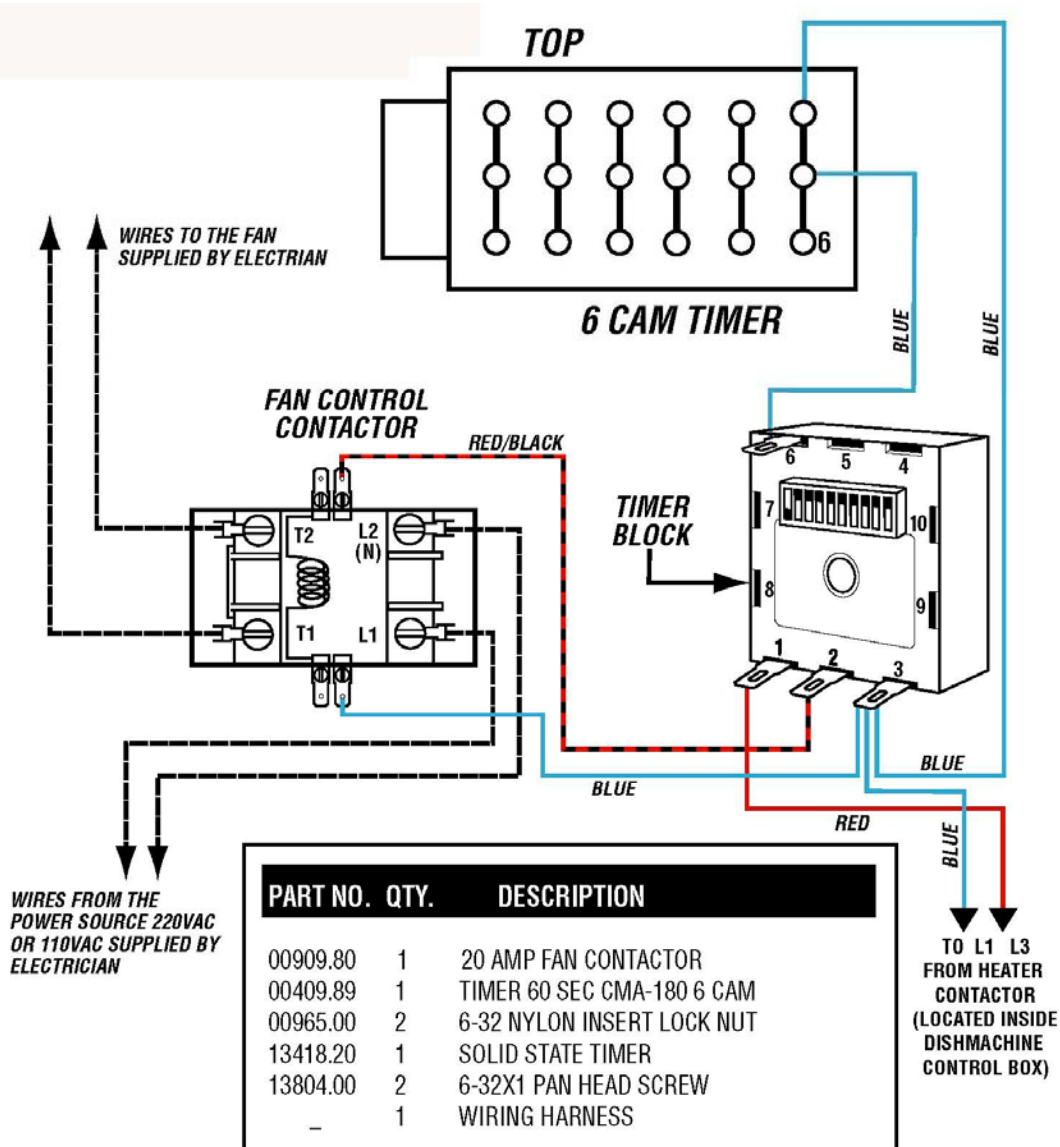 TOP
6
6 CAM TIMER
WIRES TO THE FAN
SUPPLIED BY ELECTRIAN
BLUE
BLUE
FAN CONTROL
CONTACTOR
RED/BLACK
T2
L2
(N)
T1
L1
TIMER
BLOCK
6
5
4
7
10
8
9
1
2
3
BLUE
BLUE
RED
BLUE
WIRES FROM THE
POWER SOURCE 220VAC
OR 110VAC SUPPLIED BY
ELECTRICIAN
TO L1 L3
FROM HEATER
CONTACTOR
(LOCATED INSIDE
DISHMACHINE
CONTROL BOX)
PART NO. QTY. DESCRIPTION
00909.80 1 20 AMP FAN CONTACTOR
00409.89 1 TIMER 60 SEC CMA-180 6 CAM
00965.00 2 6-32 NYLON INSERT LOCK NUT
13418.20 1 SOLID STATE TIMER
13804.00 2 6-32X1 PAN HEAD SCREW
_ 1 WIRING HARNESS